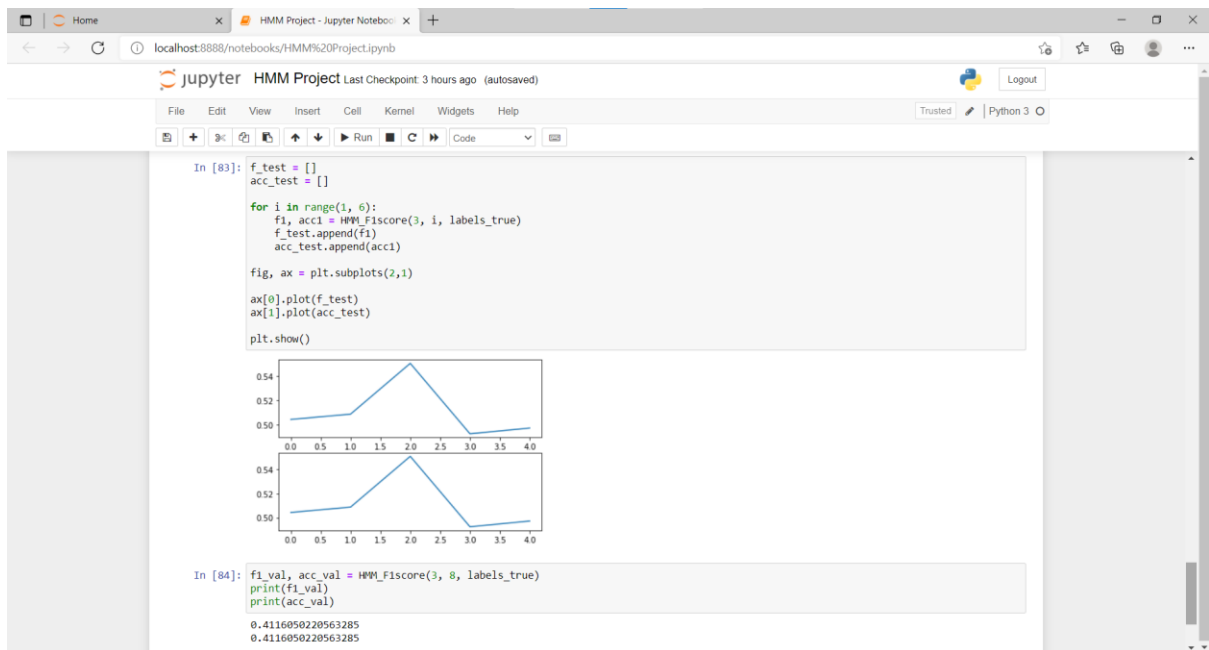 Home
HMM Project - Jupyter Noteboo
localhost:8888/notebooks/HMM%20Project.ipynb
jupyter HMM Project Last Checkpoint: 3 hours ago (autosaved)
Logout
File Edit View Insert Cell Kernel Widgets Help
Trusted Python 3
Run Code
In [83]: f_test = []
acc_test = []
for i in range(1, 6):
f1, acc1 = HMM_F1score(3, i, labels_true)
f_test.append(f1)
acc_test.append(acc1)
fig, ax = plt.subplots(2,1)
ax[0].plot(f_test)
ax[1].plot(acc_test)
plt.show()
0.54
0.52
0.50
0.0 0.5 1.0 1.5 2.0 2.5 3.0 3.5 4.0
0.54
0.52
0.50
0.0 0.5 1.0 1.5 2.0 2.5 3.0 3.5 4.0
In [84]: f1_val, acc_val = HMM_F1score(3, 8, labels_true)
print(f1_val)
print(acc_val)
0.4116050220563285
0.4116050220563285